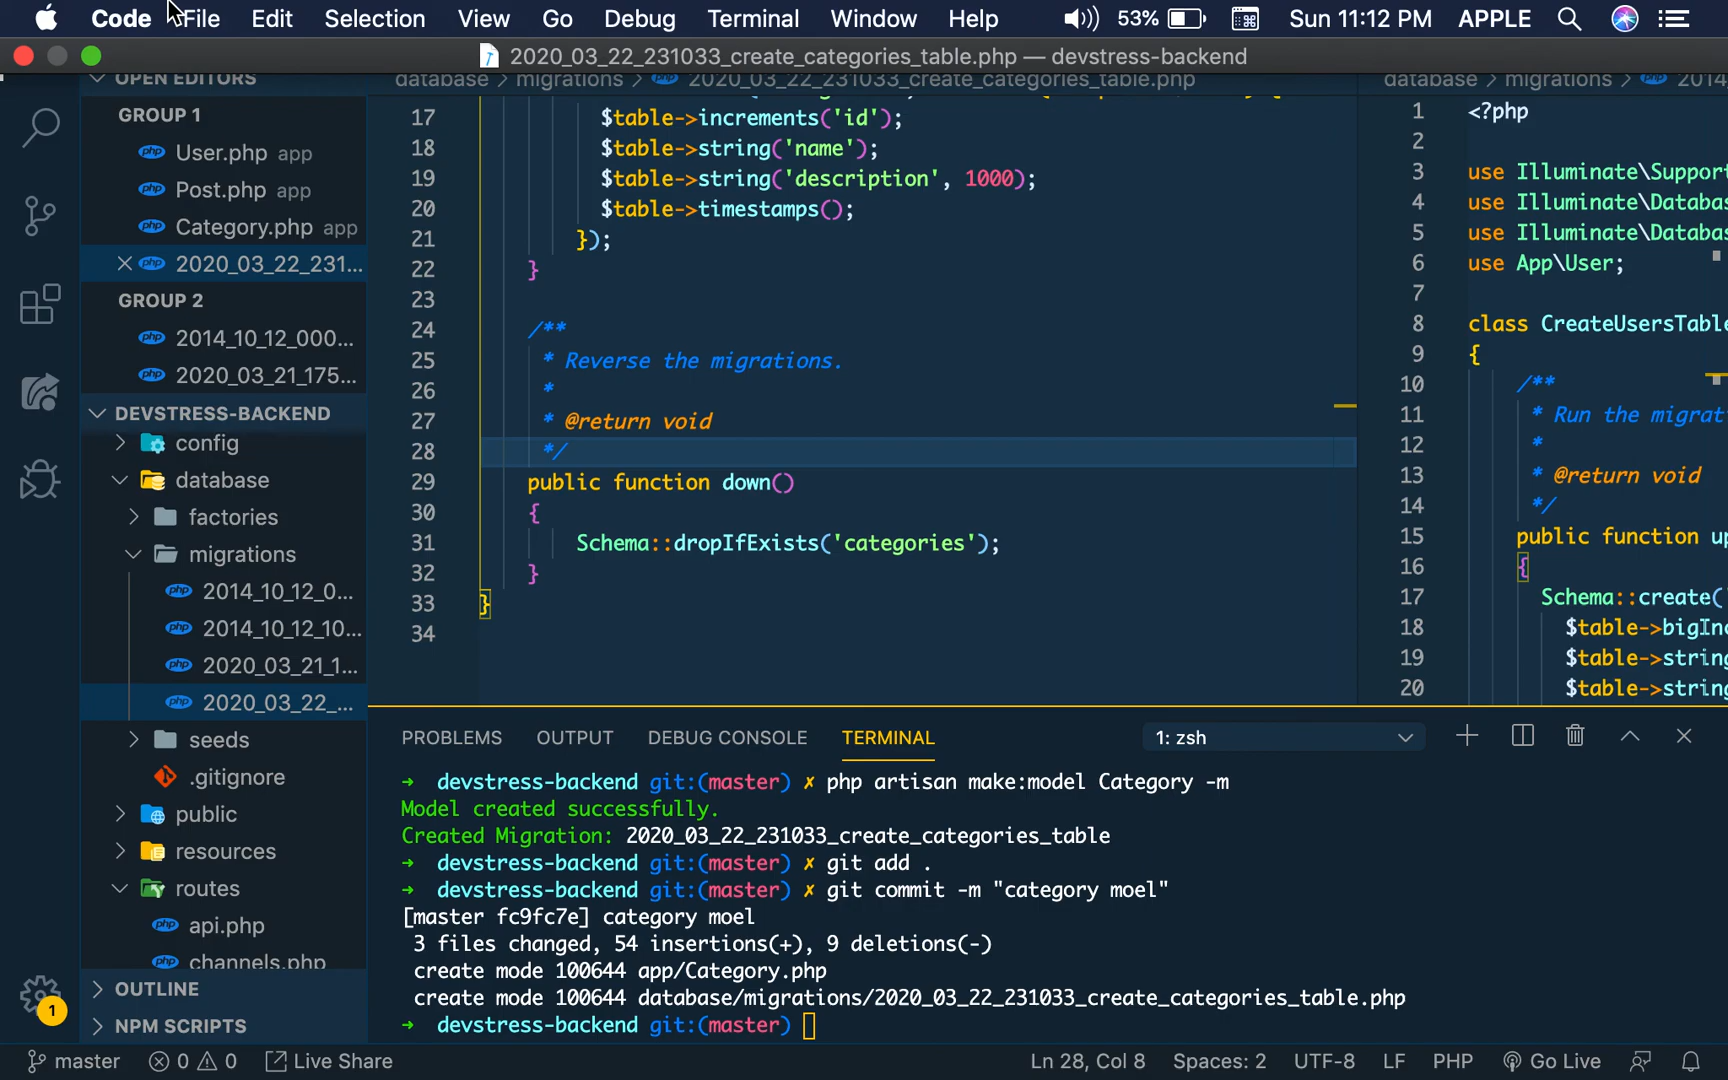 Code File Edit Selection View Go Debug Terminal Window Help 53% Sun 11:12 PM APPLE
2020_03_22_231033_create_categories_table.php — devstress-backend
OPEN EDITORS
GROUP 1
User.php app
Post.php app
Category.php app
2020_03_22_231...
GROUP 2
2014_10_12_000...
2020_03_21_175...
DEVSTRESS-BACKEND
config
database
factories
migrations
2014_10_12_0...
2014_10_12_10...
2020_03_21_1...
2020_03_22_...
seeds
.gitignore
public
resources
routes
api.php
channels.php
OUTLINE
NPM SCRIPTS
database > migrations > 2020_03_22_231033_create_categories_table.php
17 $table->increments('id');
18 $table->string('name');
19 $table->string('description', 1000);
20 $table->timestamps();
21 });
22 }
23
24 /**
25 * Reverse the migrations.
26 *
27 * @return void
28 */
29 public function down()
30 {
31 Schema::dropIfExists('categories');
32 }
33 }
34
database > migrations > 2014
1 <?php
2
3 use Illuminate\Support
4 use Illuminate\Databas
5 use Illuminate\Databas
6 use App\User;
7
8 class CreateUsersTable
9 {
10 /**
11 * Run the migrat
12 *
13 * @return void
14 */
15 public function up
16 {
17 Schema::create('
18 $table->bigInc
19 $table->string
20 $table->string
PROBLEMS OUTPUT DEBUG CONSOLE TERMINAL 1: zsh
→ devstress-backend git:(master) ✗ php artisan make:model Category -m
Model created successfully.
Created Migration: 2020_03_22_231033_create_categories_table
→ devstress-backend git:(master) ✗ git add .
→ devstress-backend git:(master) ✗ git commit -m "category moel"
[master fc9fc7e] category moel
3 files changed, 54 insertions(+), 9 deletions(-)
create mode 100644 app/Category.php
create mode 100644 database/migrations/2020_03_22_231033_create_categories_table.php
→ devstress-backend git:(master)
1
master 0 0 Live Share Ln 28, Col 8 Spaces: 2 UTF-8 LF PHP Go Live